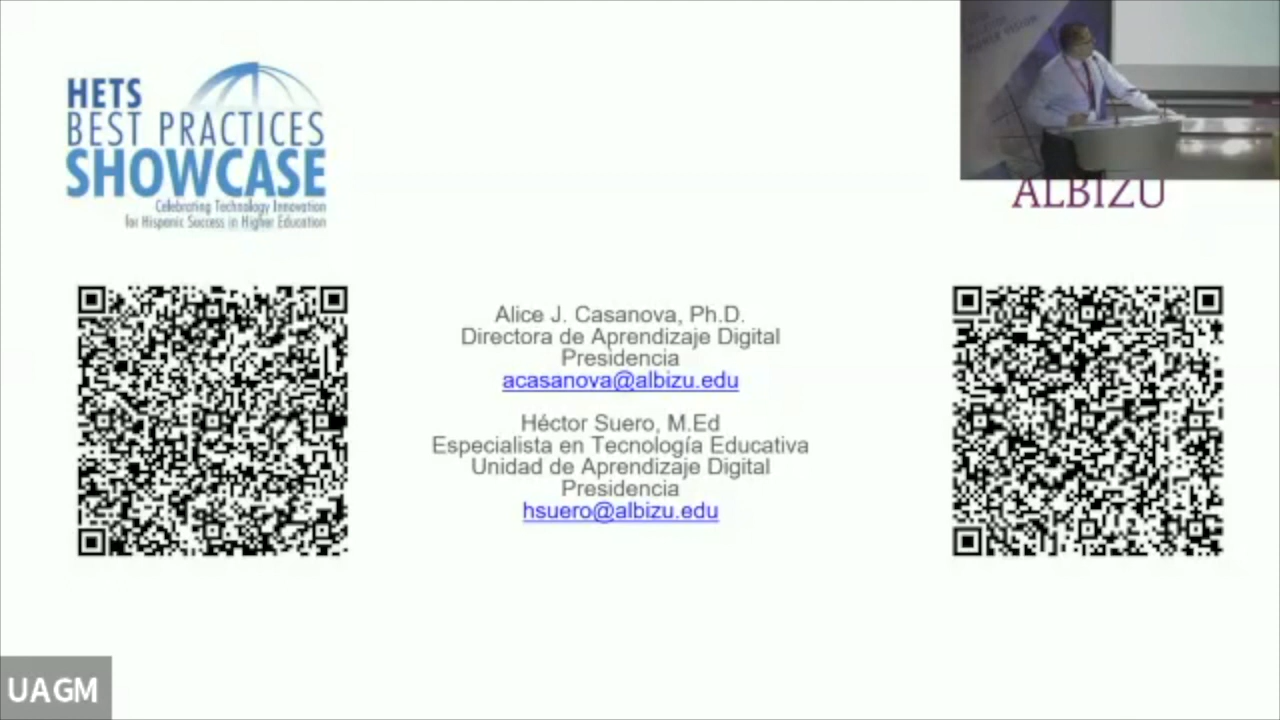 HETS
BEST PRACTICES
SHOWCASE
Celebrating Technology Innovation
for Hispanic Success in Higher Education
ALBIZU
Alice J. Casanova, Ph.D.
Directora de Aprendizaje Digital
Presidencia
acasanova@albizu.edu
Héctor Suero, M.Ed
Especialista en Tecnología Educativa
Unidad de Aprendizaje Digital
Presidencia
hsuero@albizu.edu
UAGM